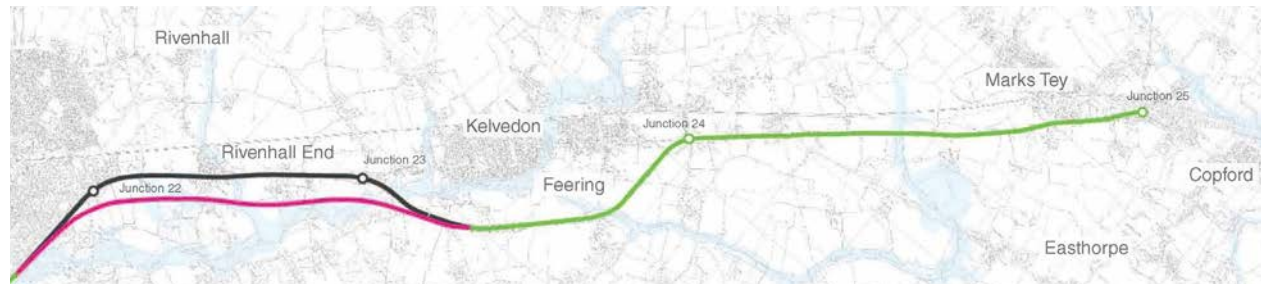 Rivenhall
Marks Tey
Junction 25
Kelvedon
Junction 24
Rivenhall End
Junction 23
Feering
Junction 22
Copford
Easthorpe